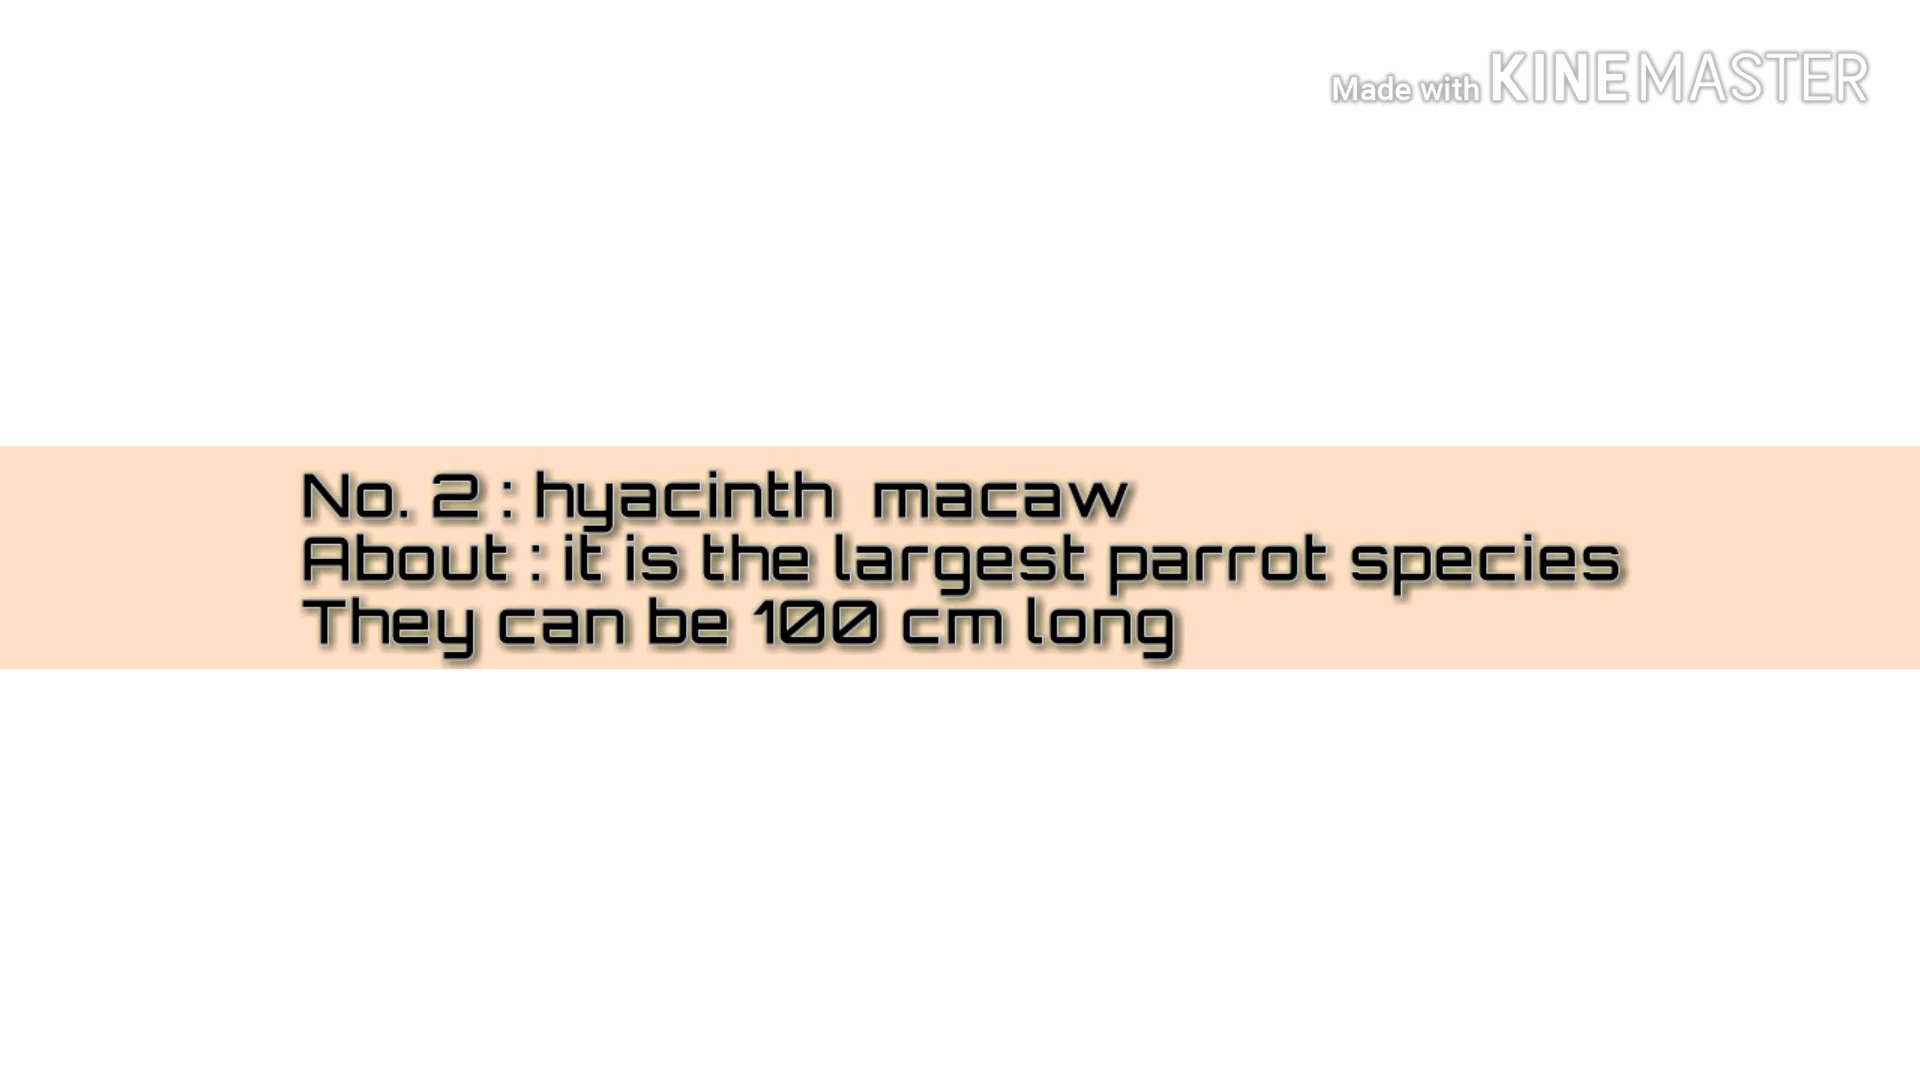 Made with KINEMASTER
No. 2 : hyacinth macaw
About : it is the largest parrot species
They can be 100 cm long